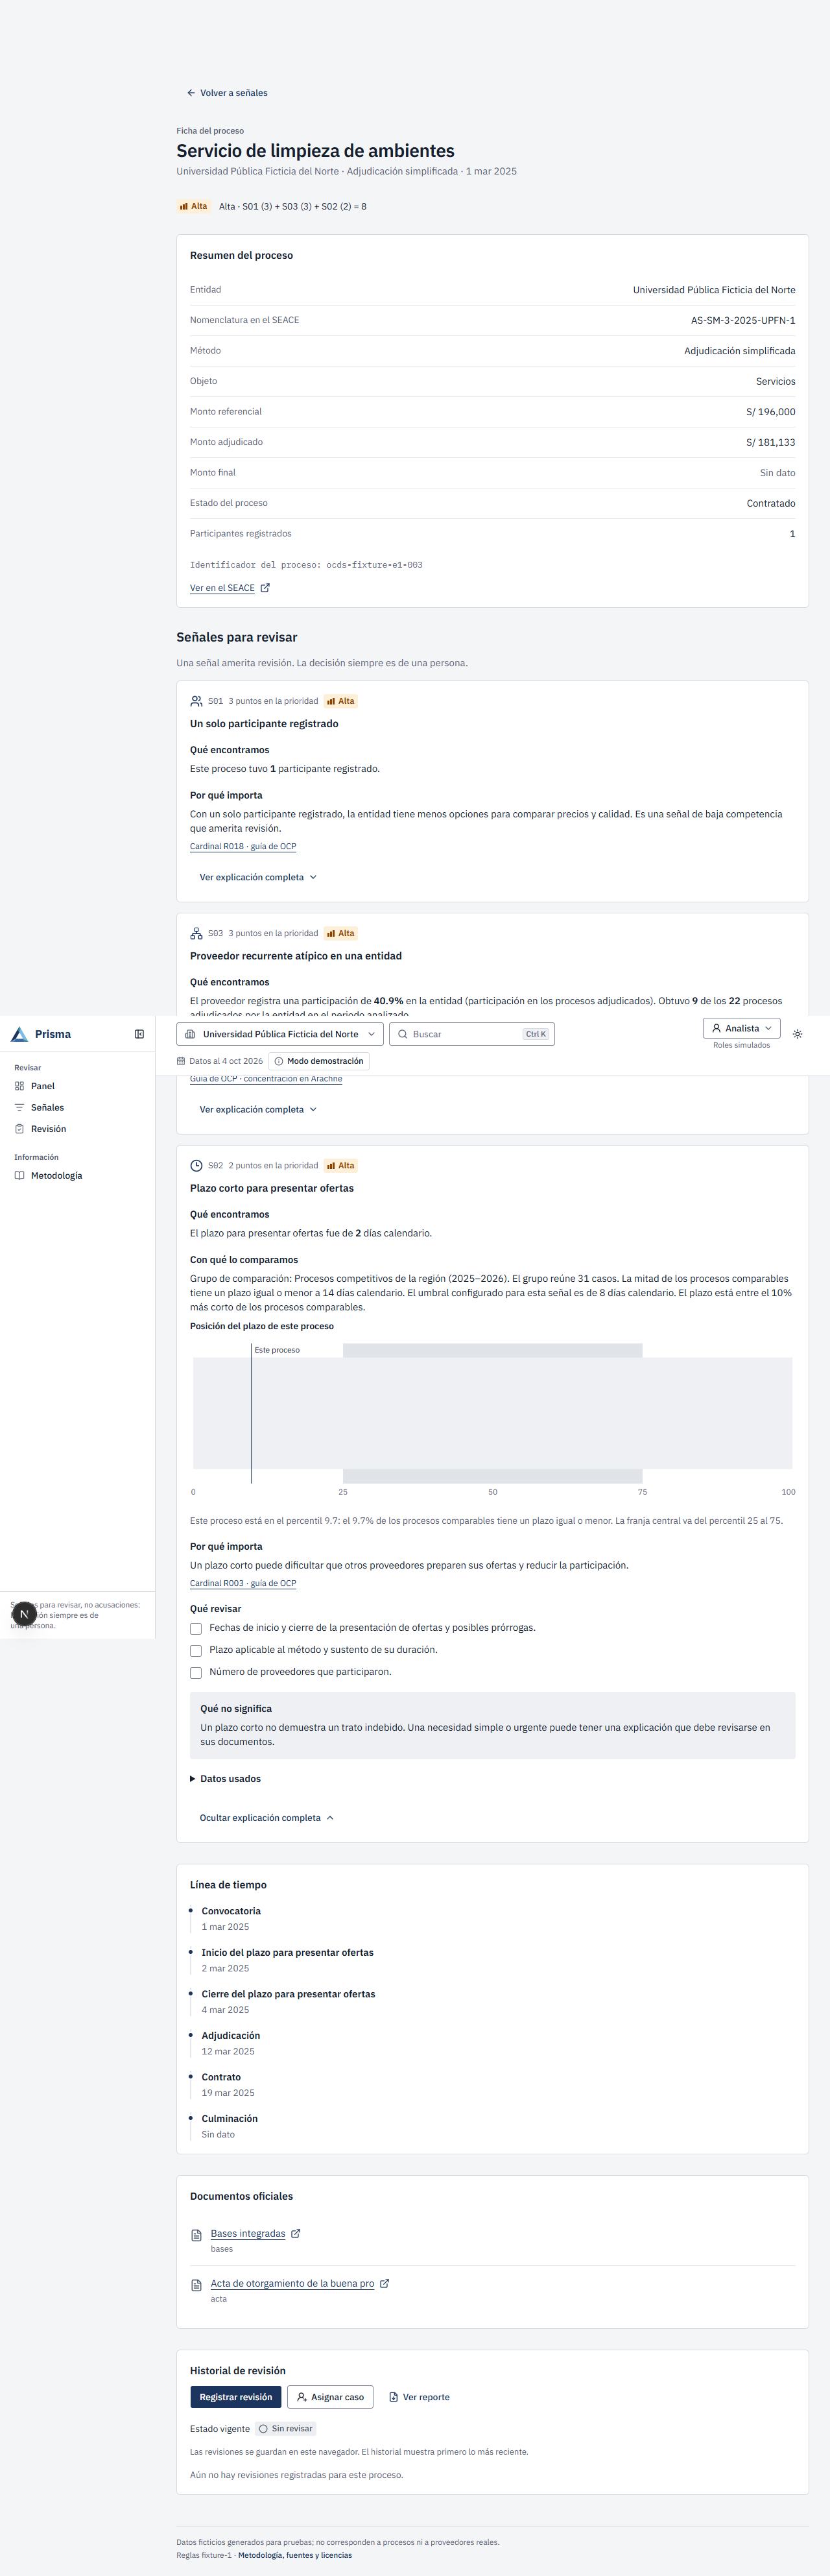 Volver a señales
Ficha del proceso
Servicio de limpieza de ambientes
Universidad Pública Ficticia del Norte · Adjudicación simplificada · 1 mar 2025
Alta Alta · S01 (3) + S03 (3) + S02 (2) = 8
Resumen del proceso
Entidad Universidad Pública Ficticia del Norte
Nomenclatura en el SEACE AS-SM-3-2025-UPFN-1
Método Adjudicación simplificada
Objeto Servicios
Monto referencial S/ 196,000
Monto adjudicado S/ 181,133
Monto final Sin dato
Estado del proceso Contratado
Participantes registrados 1
Identificador del proceso: ocds-fixture-e1-003
Ver en el SEACE
Señales para revisar
Una señal amerita revisión. La decisión siempre es de una persona.
S01 3 puntos en la prioridad Alta
Un solo participante registrado
Qué encontramos
Este proceso tuvo 1 participante registrado.
Por qué importa
Con un solo participante registrado, la entidad tiene menos opciones para comparar precios y calidad. Es una señal de baja competencia
que amerita revisión.
Cardinal R018 · guía de OCP
Ver explicación completa
S03 3 puntos en la prioridad Alta
Proveedor recurrente atípico en una entidad
Qué encontramos
El proveedor registra una participación de 40.9% en la entidad (participación en los procesos adjudicados). Obtuvo 9 de los 22 procesos
adjudicados por la entidad en el periodo analizado.
Prisma
Universidad Pública Ficticia del Norte
Buscar Ctrl K
Analista
Roles simulados
Datos al 4 oct 2026 Modo demostración
Revisar
Panel
Señales
Revisión
Información
Metodología
Guía de OCP · concentración en Arachne
Ver explicación completa
S02 2 puntos en la prioridad Alta
Plazo corto para presentar ofertas
Qué encontramos
El plazo para presentar ofertas fue de 2 días calendario.
Con qué lo comparamos
Grupo de comparación: Procesos competitivos de la región (2025–2026). El grupo reúne 31 casos. La mitad de los procesos comparables
tiene un plazo igual o menor a 14 días calendario. El umbral configurado para esta señal es de 8 días calendario. El plazo está entre el 10%
más corto de los procesos comparables.
Posición del plazo de este proceso
Este proceso
0 25 50 75 100
Este proceso está en el percentil 9.7: el 9.7% de los procesos comparables tiene un plazo igual o menor. La franja central va del percentil 25 al 75.
Por qué importa
Un plazo corto puede dificultar que otros proveedores preparen sus ofertas y reducir la participación.
Cardinal R003 · guía de OCP
Qué revisar
Fechas de inicio y cierre de la presentación de ofertas y posibles prórrogas.
Plazo aplicable al método y sustento de su duración.
Número de proveedores que participaron.
para revisar, no acusaciones:
siempre es de
persona.
Qué no significa
Un plazo corto no demuestra un trato indebido. Una necesidad simple o urgente puede tener una explicación que debe revisarse en
sus documentos.
Datos usados
Ocultar explicación completa
Línea de tiempo
Convocatoria
1 mar 2025
Inicio del plazo para presentar ofertas
2 mar 2025
Cierre del plazo para presentar ofertas
4 mar 2025
Adjudicación
12 mar 2025
Contrato
19 mar 2025
Culminación
Sin dato
Documentos oficiales
Bases integradas
bases
Acta de otorgamiento de la buena pro
acta
Historial de revisión
Registrar revisión Asignar caso Ver reporte
Estado vigente Sin revisar
Las revisiones se guardan en este navegador. El historial muestra primero lo más reciente.
Aún no hay revisiones registradas para este proceso.
Datos ficticios generados para pruebas; no corresponden a procesos ni a proveedores reales.
Reglas fixture-1 · Metodología, fuentes y licencias